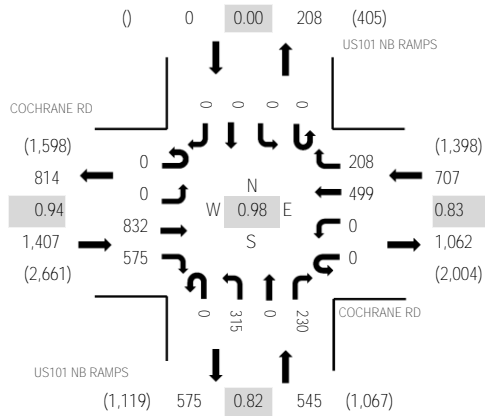 () 0 0.00 208 (405)
US101 NB RAMPS
COCHRANE RD
0 0 0 0
(1,598) (1,398)
814 0 208 707
0 499
0.94 N 0.83
W 0.98 E
S
832 0
1,407 575 0 1,062
(2,661) (2,004)
0 315 0 230
COCHRANE RD
US101 NB RAMPS
(1,119) 575 0.82 545 (1,067)